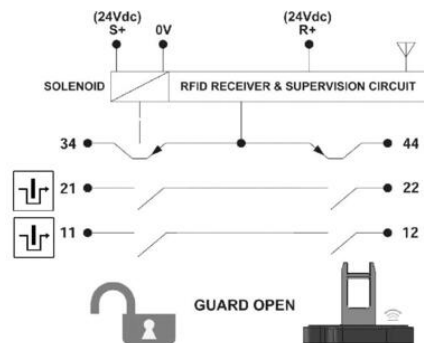 (24Vdc) (24Vdc)
S+ 0V R+
SOLENOID RFID RECEIVER & SUPERVISION CIRCUIT
34 44
21 22
11 12
GUARD OPEN